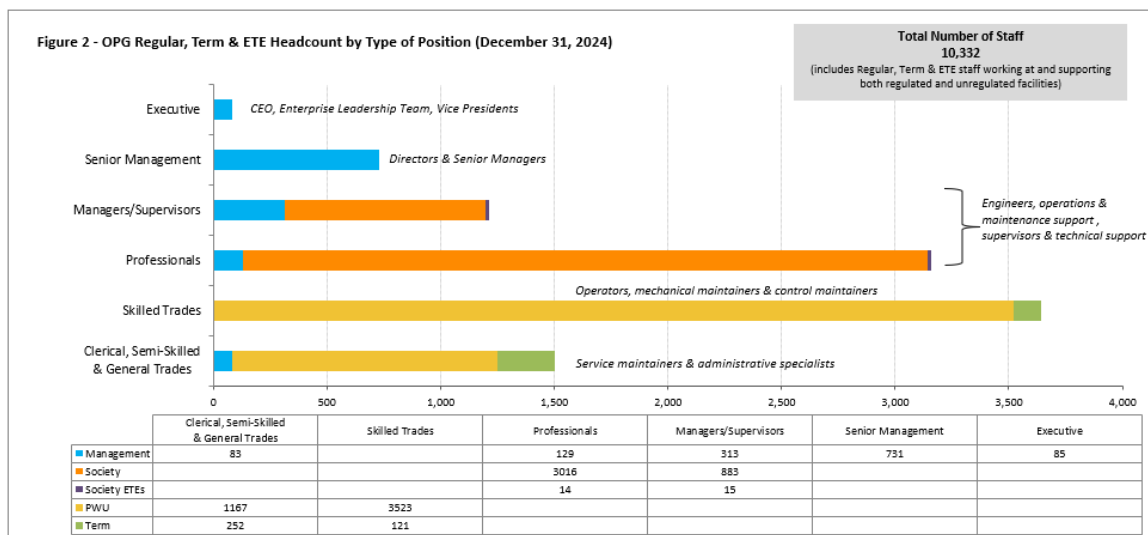 Figure 2 - OPG Regular, Term & ETE Headcount by Type of Position (December 31, 2024)
Total Number of Staff
10,332
(includes Regular, Term & ETE staff working at and supporting
both regulated and unregulated facilities)
Executive
CEO, Enterprise Leadership Team, Vice Presidents
Senior Management
Directors & Senior Managers
Managers/Supervisors
Engineers, operations &
maintenance support ,
supervisors & technical support
Professionals
Operators, mechanical maintainers & control maintainers
Skilled Trades
Clerical, Semi-Skilled
& General Trades
Service maintainers & administrative specialists
0 500 1,000 1,500 2,000 2,500 3,000 3,500 4,000
Clerical, Semi-Skilled
& General Trades Skilled Trades Professionals Managers/Supervisors Senior Management Executive
Management 83 129 313 731 85
Society 3016 883
Society ETEs 14 15
PWU 1167 3523
Term 252 121